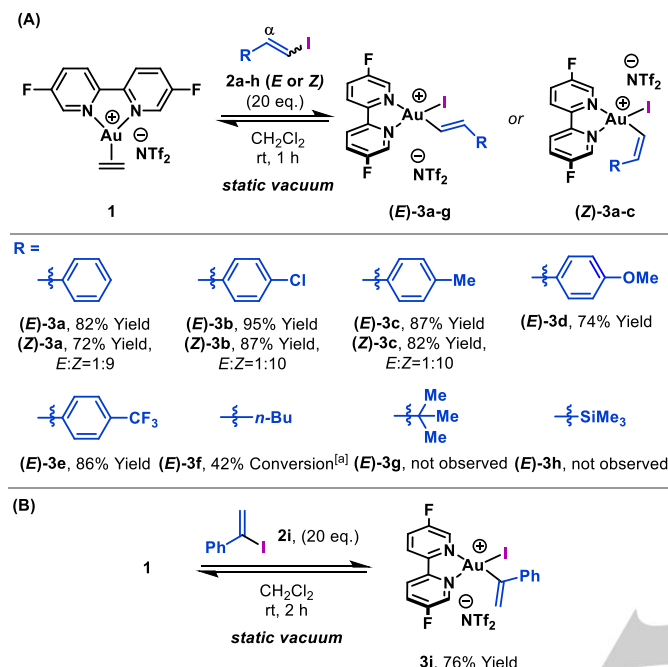 (A)
α
R
I
2a-h (E or Z)
(20 eq.)
CH2Cl2
rt, 1 h
static vacuum
F
F
N
N
⊕
Au
⊖
NTf2
1
F
F
N
N
⊕
Au
I
R
⊖
NTf2
(E)-3a-g
or
F
F
N
N
⊖
NTf2
⊕
Au
I
R
(Z)-3a-c
R =
(E)-3a, 82% Yield
(Z)-3a, 72% Yield,
E:Z=1:9
Cl
(E)-3b, 95% Yield
(Z)-3b, 87% Yield,
E:Z=1:10
Me
(E)-3c, 87% Yield
(Z)-3c, 82% Yield,
E:Z=1:10
OMe
(E)-3d, 74% Yield
CF3
(E)-3e, 86% Yield
n-Bu
(E)-3f, 42% Conversion[a]
Me
Me
Me
(E)-3g, not observed
SiMe3
(E)-3h, not observed
(B)
1
Ph
I
2i, (20 eq.)
CH2Cl2
rt, 2 h
static vacuum
F
F
N
N
⊕
Au
I
Ph
⊖
NTf2
3i, 76% Yield